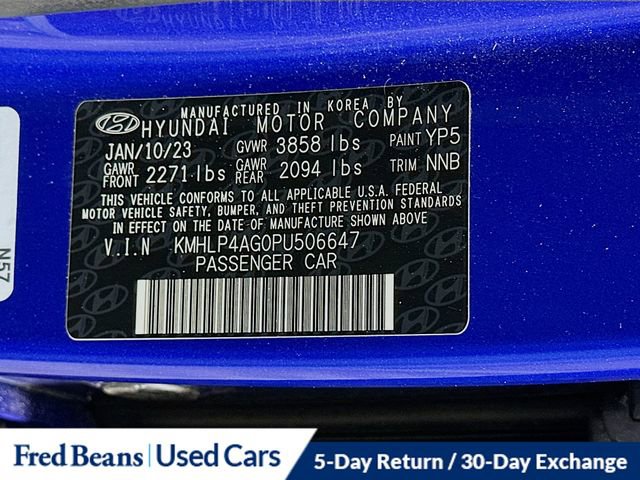 MANUFACTURED IN KOREA BY
HYUNDAI MOTOR COMPANY
JAN/10/23 GVWR 3858 lbs PAINT YP5
GAWR FRONT 2271 lbs GAWR REAR 2094 lbs TRIM NNB
THIS VEHICLE CONFORMS TO ALL APPLICABLE U.S.A. FEDERAL
MOTOR VEHICLE SAFETY, BUMPER, AND THEFT PREVENTION STANDARDS
IN EFFECT ON THE DATE OF MANUFACTURE SHOWN ABOVE
V.I.N KMHLP4AG0PU506647
PASSENGER CAR
N57
Fred Beans Used Cars 5-Day Return / 30-Day Exchange